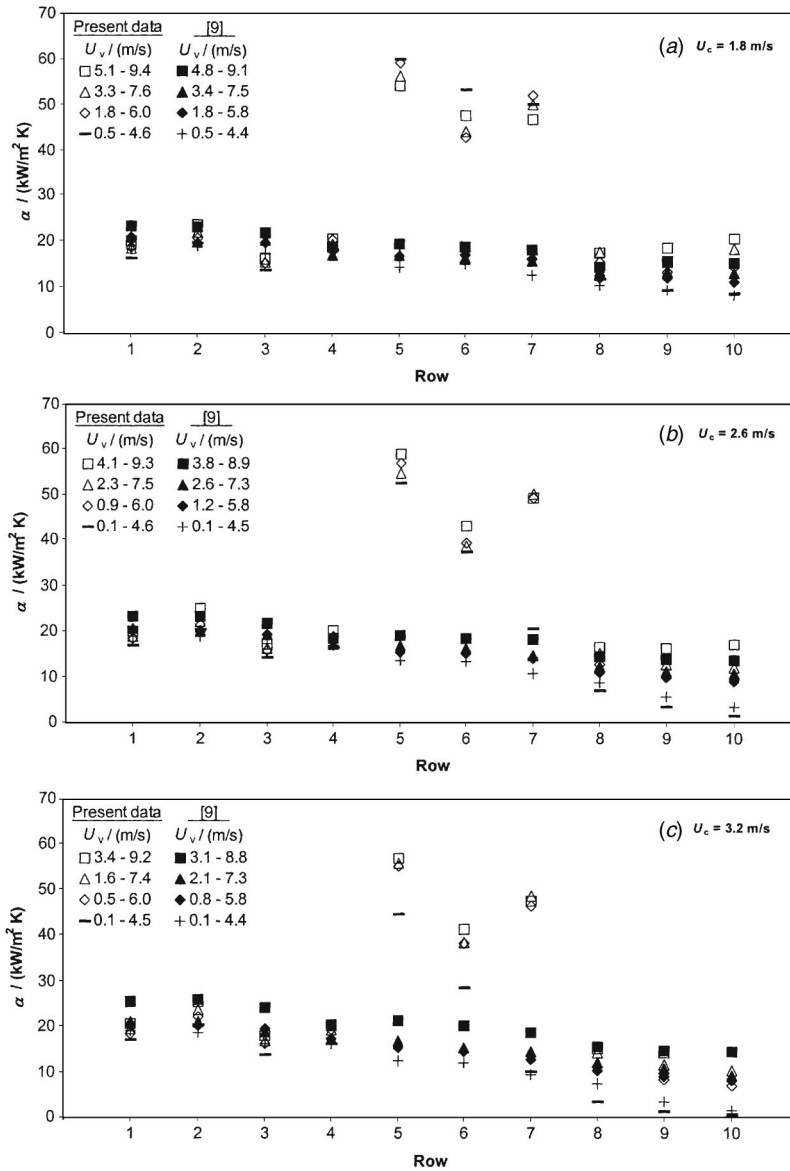 Present data [9]
U_v / (m/s) U_v / (m/s)
□ 5.1 - 9.4 ■ 4.8 - 9.1
△ 3.3 - 7.6 ▲ 3.4 - 7.5
◇ 1.8 - 6.0 ◆ 1.8 - 5.8
– 0.5 - 4.6 + 0.5 - 4.4
(a) U_c = 1.8 m/s
α / (kW/m² K)
70
60
50
40
30
20
10
0
1 2 3 4 5 6 7 8 9 10
Row
Present data [9]
U_v / (m/s) U_v / (m/s)
□ 4.1 - 9.3 ■ 3.8 - 8.9
△ 2.3 - 7.5 ▲ 2.6 - 7.3
◇ 0.9 - 6.0 ◆ 1.2 - 5.8
– 0.1 - 4.6 + 0.1 - 4.5
(b) U_c = 2.6 m/s
α / (kW/m² K)
70
60
50
40
30
20
10
0
1 2 3 4 5 6 7 8 9 10
Row
Present data [9]
U_v / (m/s) U_v / (m/s)
□ 3.4 - 9.2 ■ 3.1 - 8.8
△ 1.6 - 7.4 ▲ 2.1 - 7.3
◇ 0.5 - 6.0 ◆ 0.8 - 5.8
– 0.1 - 4.5 + 0.1 - 4.4
(c) U_c = 3.2 m/s
α / (kW/m² K)
70
60
50
40
30
20
10
0
1 2 3 4 5 6 7 8 9 10
Row